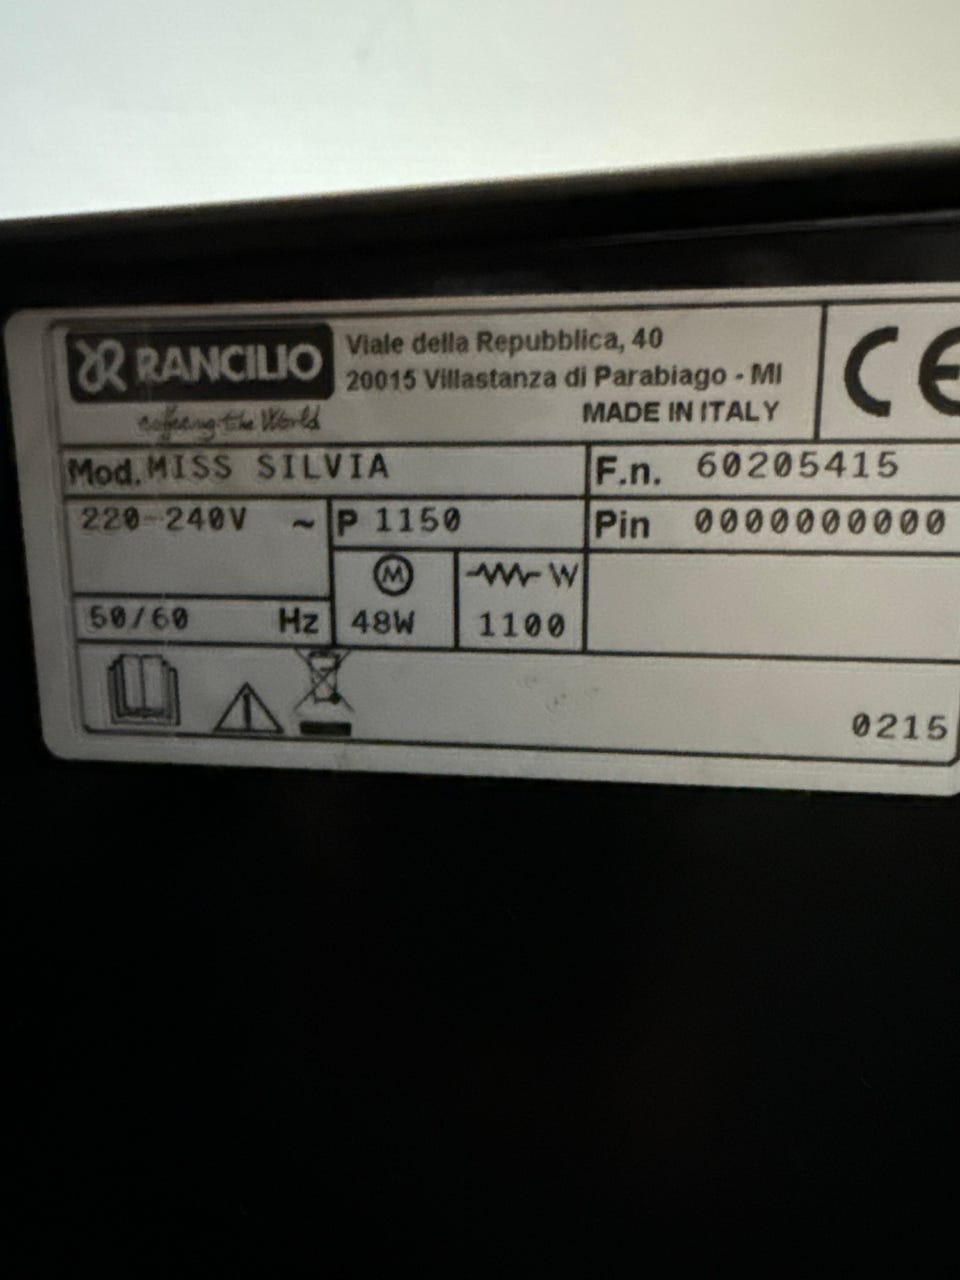 RANCILIO
coffeeing the World
Viale della Repubblica, 40
20015 Villastanza di Parabiago - MI
MADE IN ITALY
CE
Mod. MISS SILVIA
F.n. 60205415
220-240V ~
P 1150
Pin 0000000000
M
W
50/60 Hz
48W
1100
0215